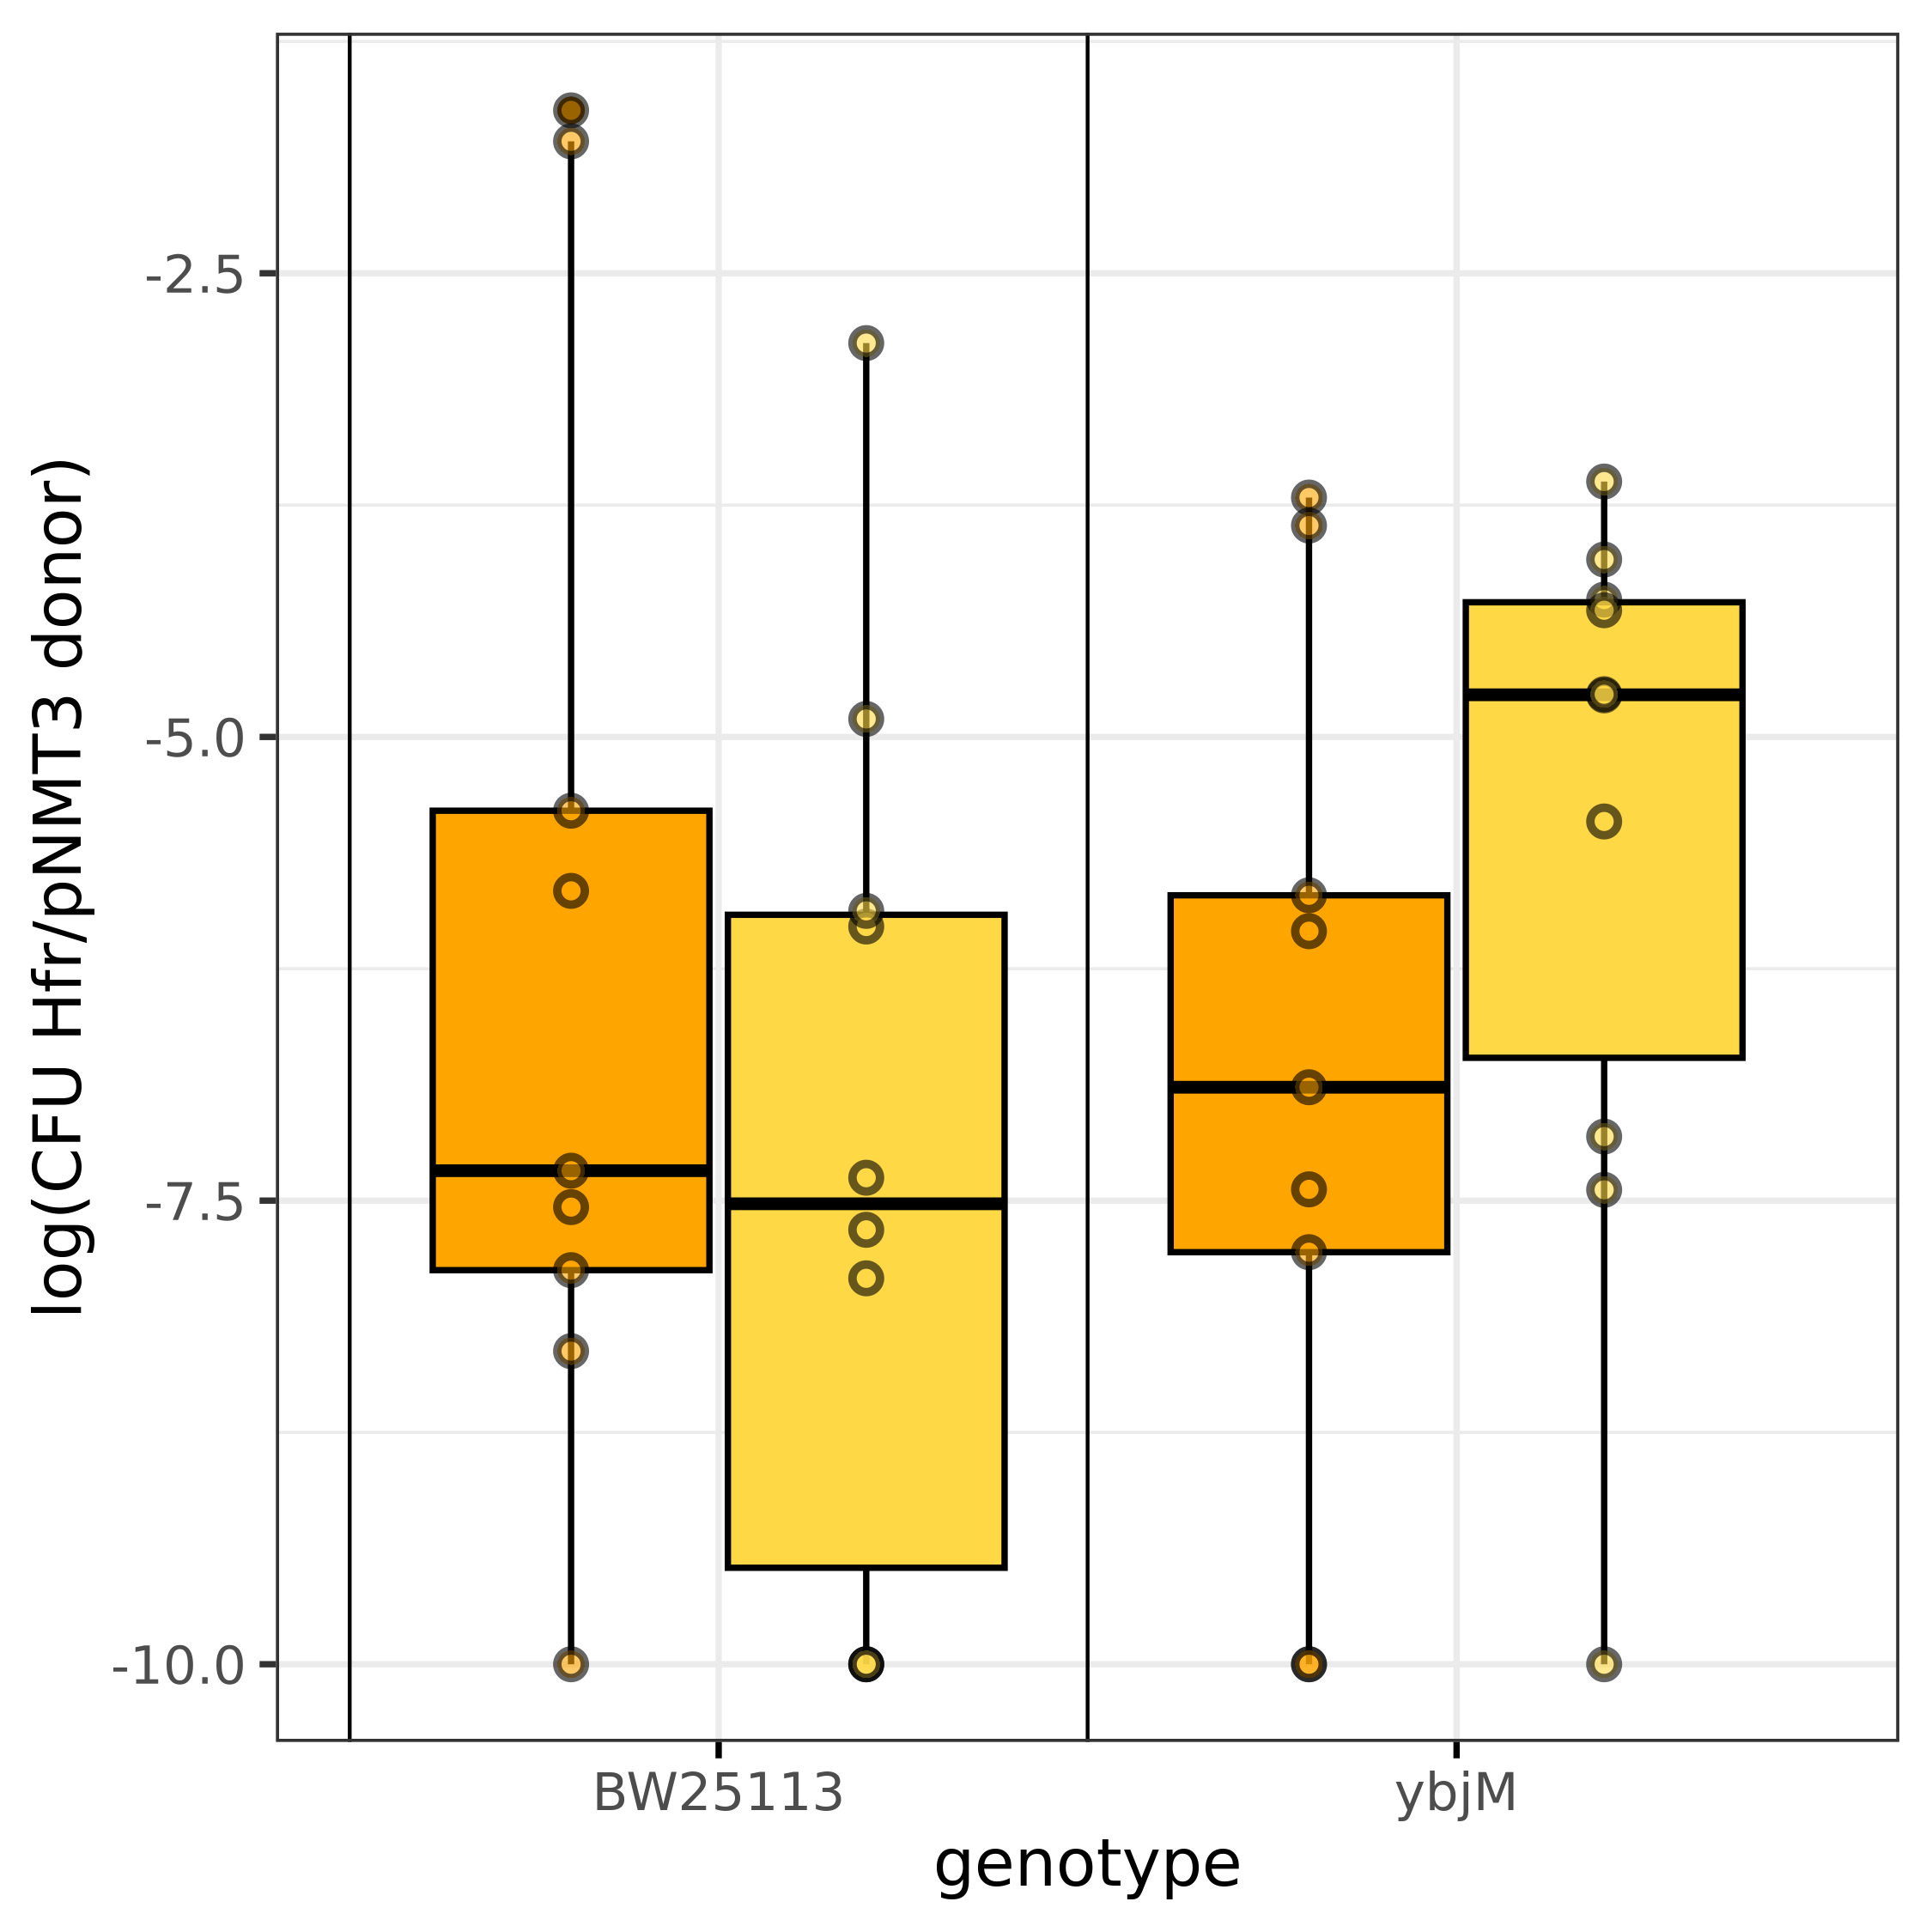 log(CFU Hfr/pNMT3 donor)
-2.5
-5.0
-7.5
-10.0
BW25113
ybjM
genotype